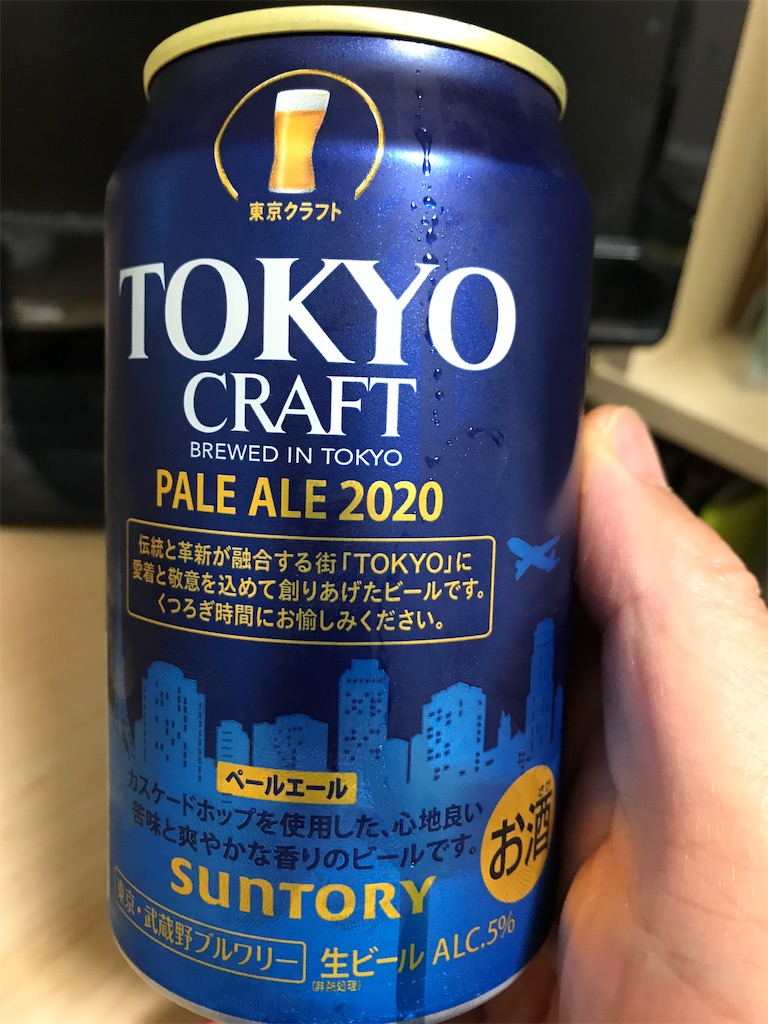 東京クラフト
TOKYO
CRAFT
BREWED IN TOKYO
PALE ALE 2020
伝統と革新が融合する街「TOKYO」に
愛着と敬意を込めて創りあげたビールです。
くつろぎ時間にお愉しみください。
ペールエール
カスケードホップを使用した、心地良い
苦味と爽やかな香りのビールです。
さけ
お酒
SUNTORY
東京・武蔵野ブルワリー
生ビール ALC.5%
(非熱処理)